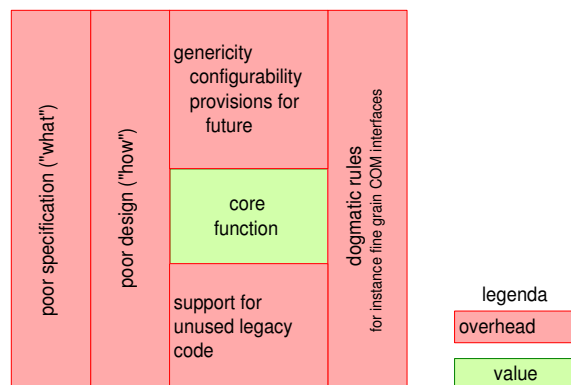 poor specification ("what")
poor design ("how")
genericity
configurability
provisions for
future
core
function
support for
unused legacy
code
dogmatic rules
for instance fine grain COM interfaces
legenda
overhead
value